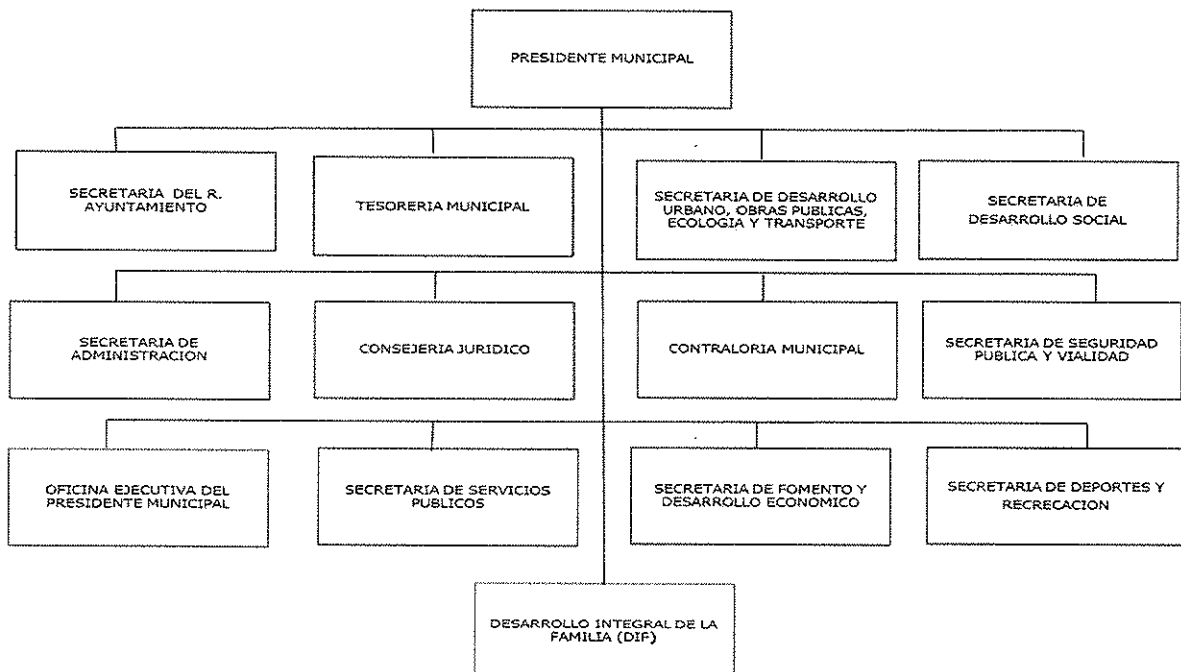 PRESIDENTE MUNICIPAL
SECRETARIA DEL R.
AYUNTAMIENTO
TESORERIA MUNICIPAL
SECRETARIA DE DESARROLLO
URBANO, OBRAS PUBLICAS,
ECOLOGIA Y TRANSPORTE
SECRETARIA DE
DESARROLLO SOCIAL
SECRETARIA DE
ADMINISTRACION
CONSEJERIA JURIDICO
CONTRALORIA MUNICIPAL
SECRETARIA DE SEGURIDAD
PUBLICA Y VIALIDAD
OFICINA EJECUTIVA DEL
PRESIDENTE MUNICIPAL
SECRETARIA DE SERVICIOS
PUBLICOS
SECRETARIA DE FOMENTO Y
DESARROLLO ECONOMICO
SECRETARIA DE DEPORTES Y
RECRECACION
DESARROLLO INTEGRAL DE LA
FAMILIA (DIF)